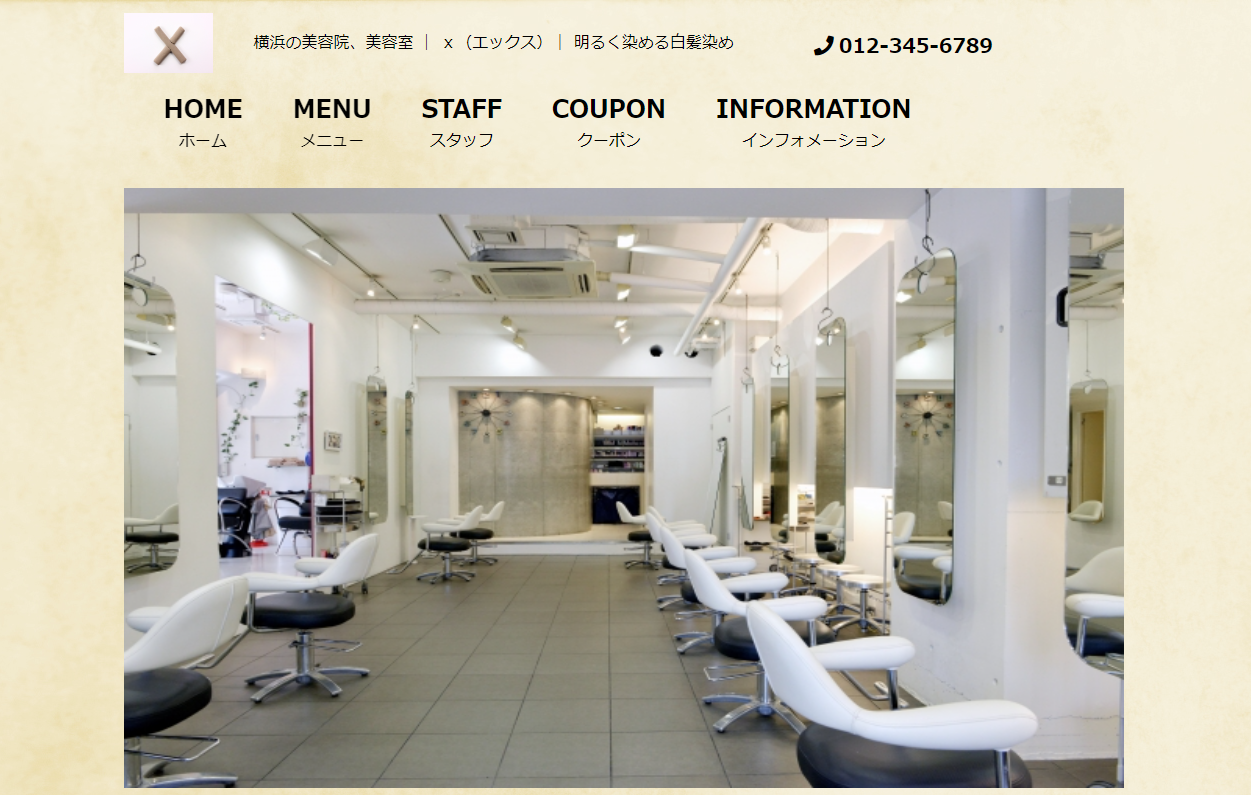 横浜の美容院、美容室 ｜ ｘ（エックス）｜ 明るく染める白髪染め
012-345-6789
HOME MENU STAFF COUPON INFORMATION
ホーム メニュー スタッフ クーポン インフォメーション